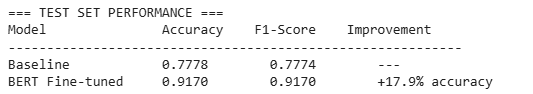 === TEST SET PERFORMANCE ===
Model Accuracy F1-Score Improvement
------------------------------------------------------------
Baseline 0.7778 0.7774 ---
BERT Fine-tuned 0.9170 0.9170 +17.9% accuracy